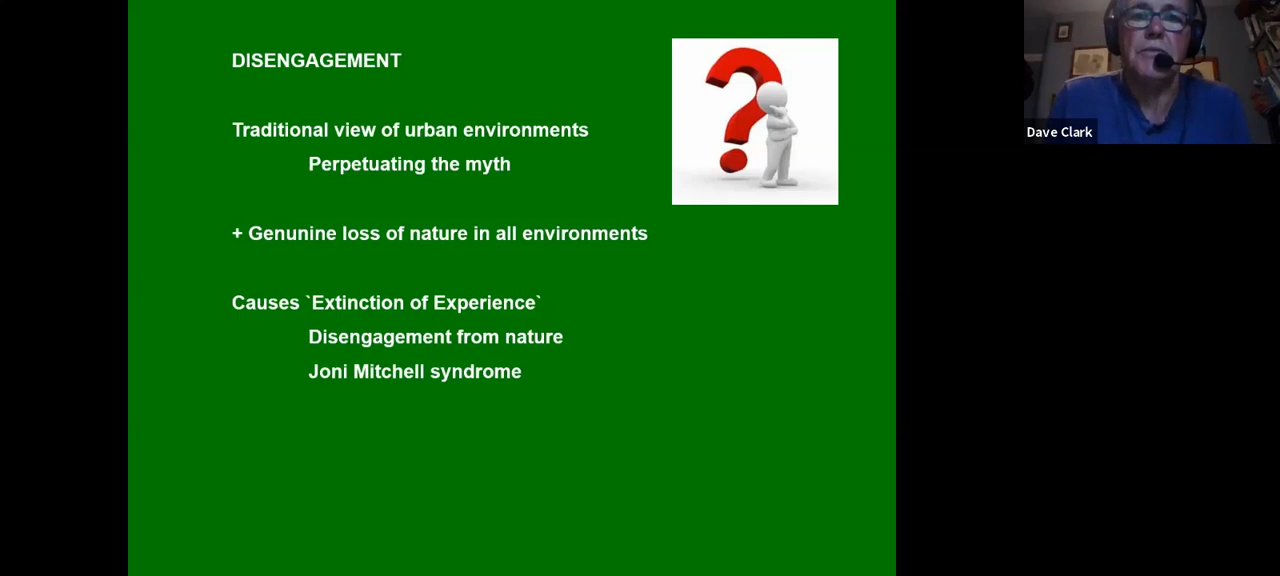 DISENGAGEMENT
Traditional view of urban environments
Perpetuating the myth
+ Genunine loss of nature in all environments
Causes `Extinction of Experience`
Disengagement from nature
Joni Mitchell syndrome
Dave Clark